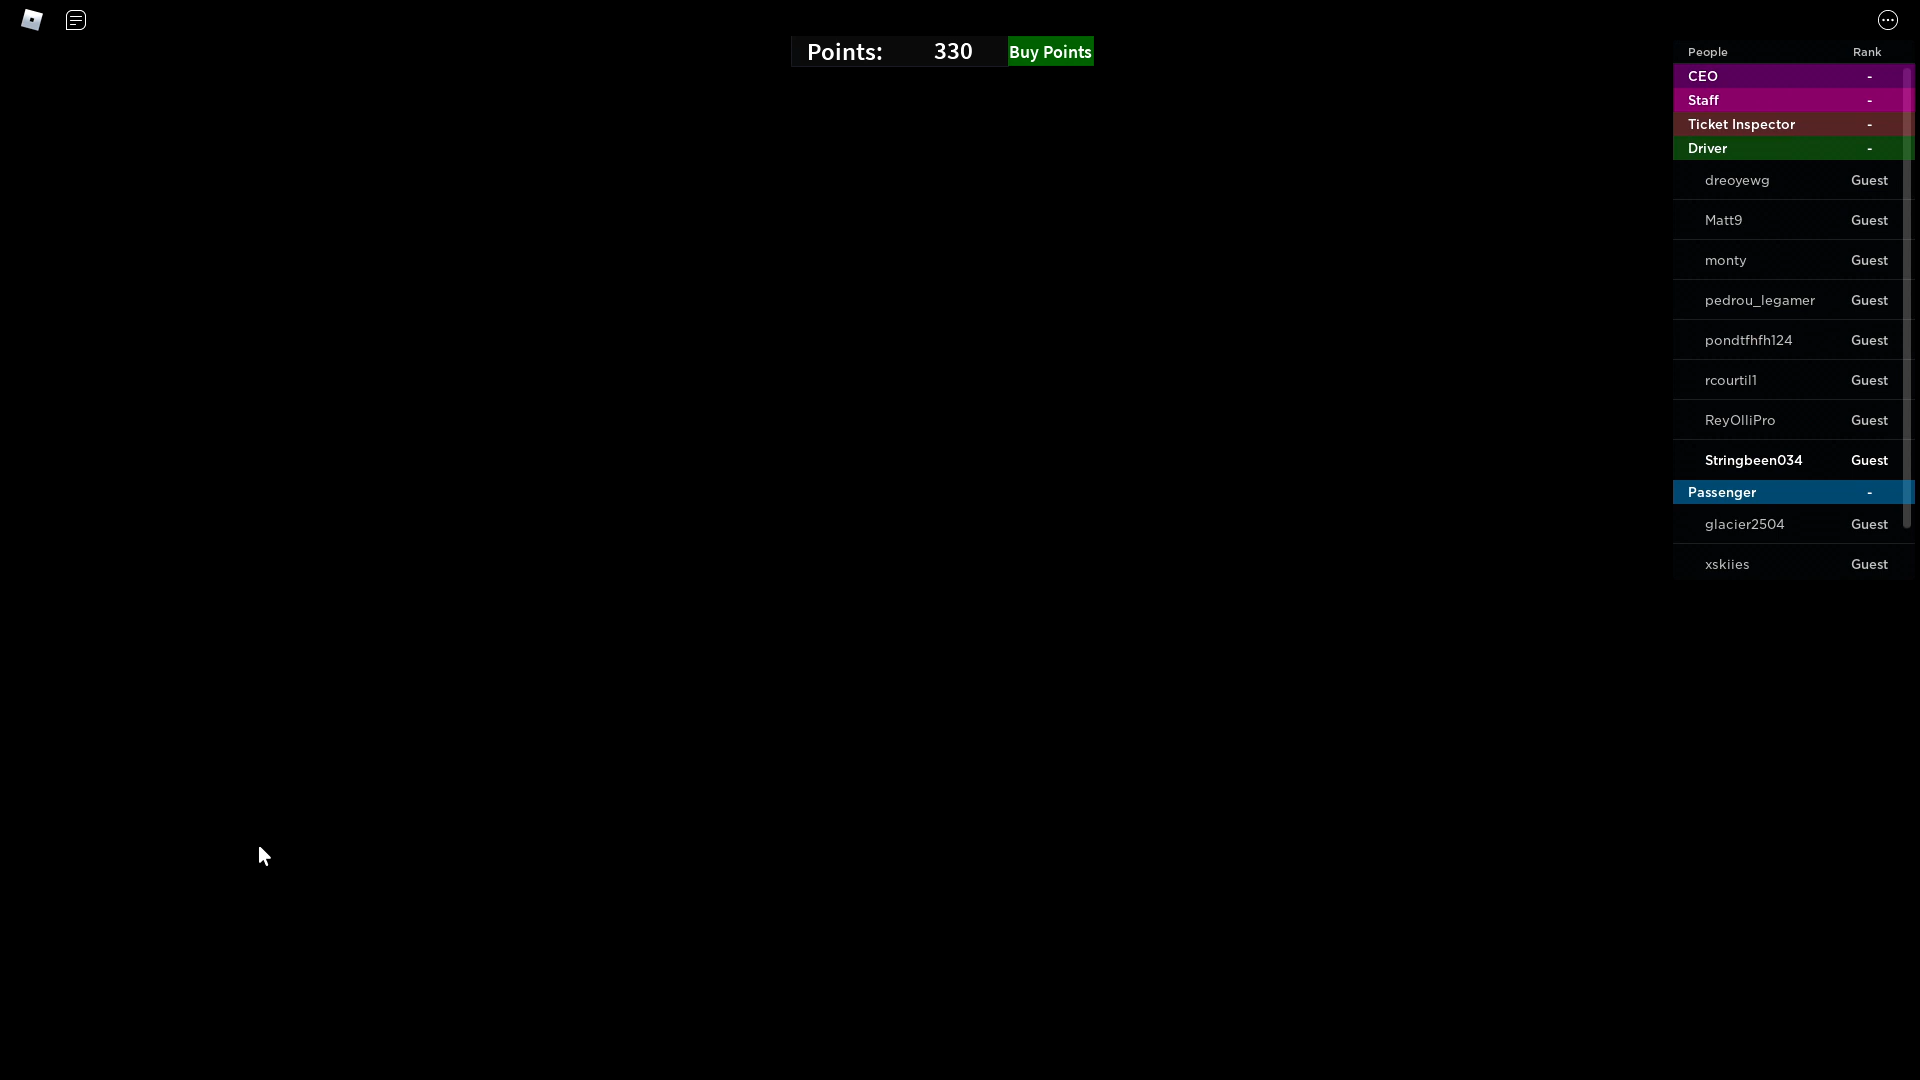 Points: 330 Buy Points
People Rank
CEO -
Staff -
Ticket Inspector -
Driver -
dreoyewg Guest
Matt9 Guest
monty Guest
pedrou_legamer Guest
pondtfhfh124 Guest
rcourtil1 Guest
ReyOlliPro Guest
Stringbeen034 Guest
Passenger -
glacier2504 Guest
xskiies Guest